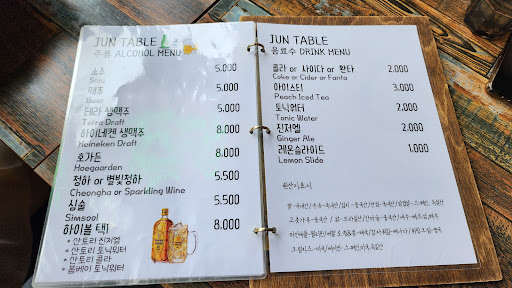 JUN TABLE
주류 ALCOHOL MENU
소주 5.000
Soju
맥주 5.000
Beer
테라 생맥주 5.000
Terra Draft
하이네켄 생맥주 8.000
Heineken Draft
호가든 8.000
Hoegaarden
청하 or 별빛청하 5.500
Cheongha or Sparkling Wine
심술 5.500
Simsool
하이볼 택1 8.000
• 산토리 진저엘
• 산토리 토닉워터
• 산토리 콜라
• 봄베이 토닉워터
JUN TABLE
음료수 DRINK MENU
콜라 or 사이다 or 환타 2.000
Coke or Cider or Fanta
아이스티 3.000
Peach Iced Tea
토닉워터 2.000
Tonic Water
진저엘 2.000
Ginger Ale
레몬슬라이드 1.000
Lemon Slide
원산지표시